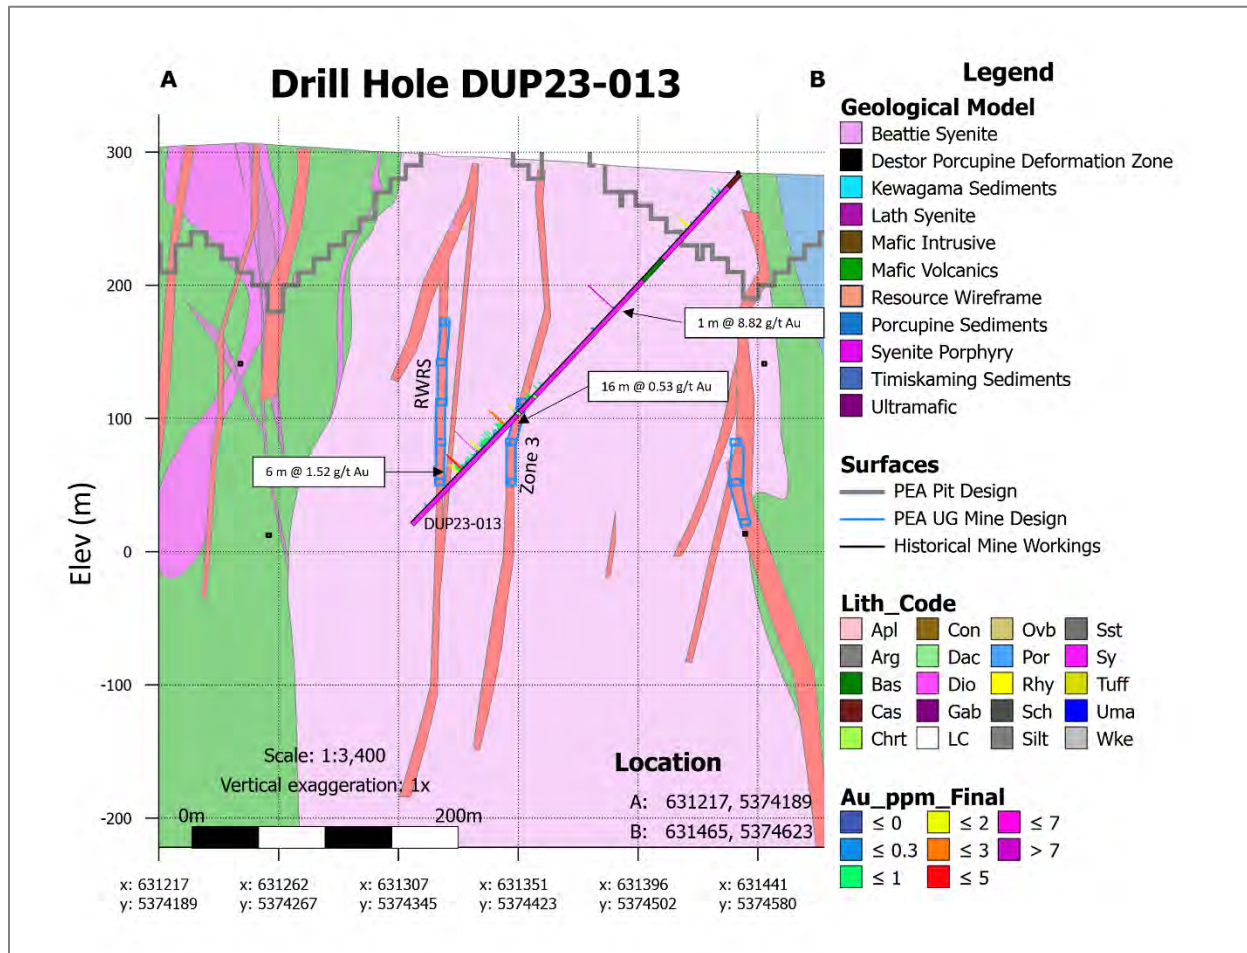 A
Drill Hole DUP23-013
B
Legend
Geological Model
Beattie Syenite
Destor Porcupine Deformation Zone
Kewagama Sediments
Lath Syenite
Mafic Intrusive
Mafic Volcanics
Resource Wireframe
Porcupine Sediments
Syenite Porphyry
Timiskaming Sediments
Ultramafic
Surfaces
PEA Pit Design
PEA UG Mine Design
Historical Mine Workings
Lith_Code
Apl Con Ovb Sst
Arg Dac Por Sy
Bas Dio Rhy Tuff
Cas Gab Sch Uma
Chrt LC Silt Wke
Au_ppm_Final
≤ 0 ≤ 2 ≤ 7
≤ 0.3 ≤ 3 > 7
≤ 1 ≤ 5
Elev (m)
300
200
100
0
-100
-200
1 m @ 8.82 g/t Au
16 m @ 0.53 g/t Au
6 m @ 1.52 g/t Au
RWRS
Zone 3
DUP23-013
Scale: 1:3,400
Vertical exaggeration: 1x
0m 200m
Location
A: 631217, 5374189
B: 631465, 5374623
x: 631217 x: 631262 x: 631307 x: 631351 x: 631396 x: 631441
y: 5374189 y: 5374267 y: 5374345 y: 5374423 y: 5374502 y: 5374580